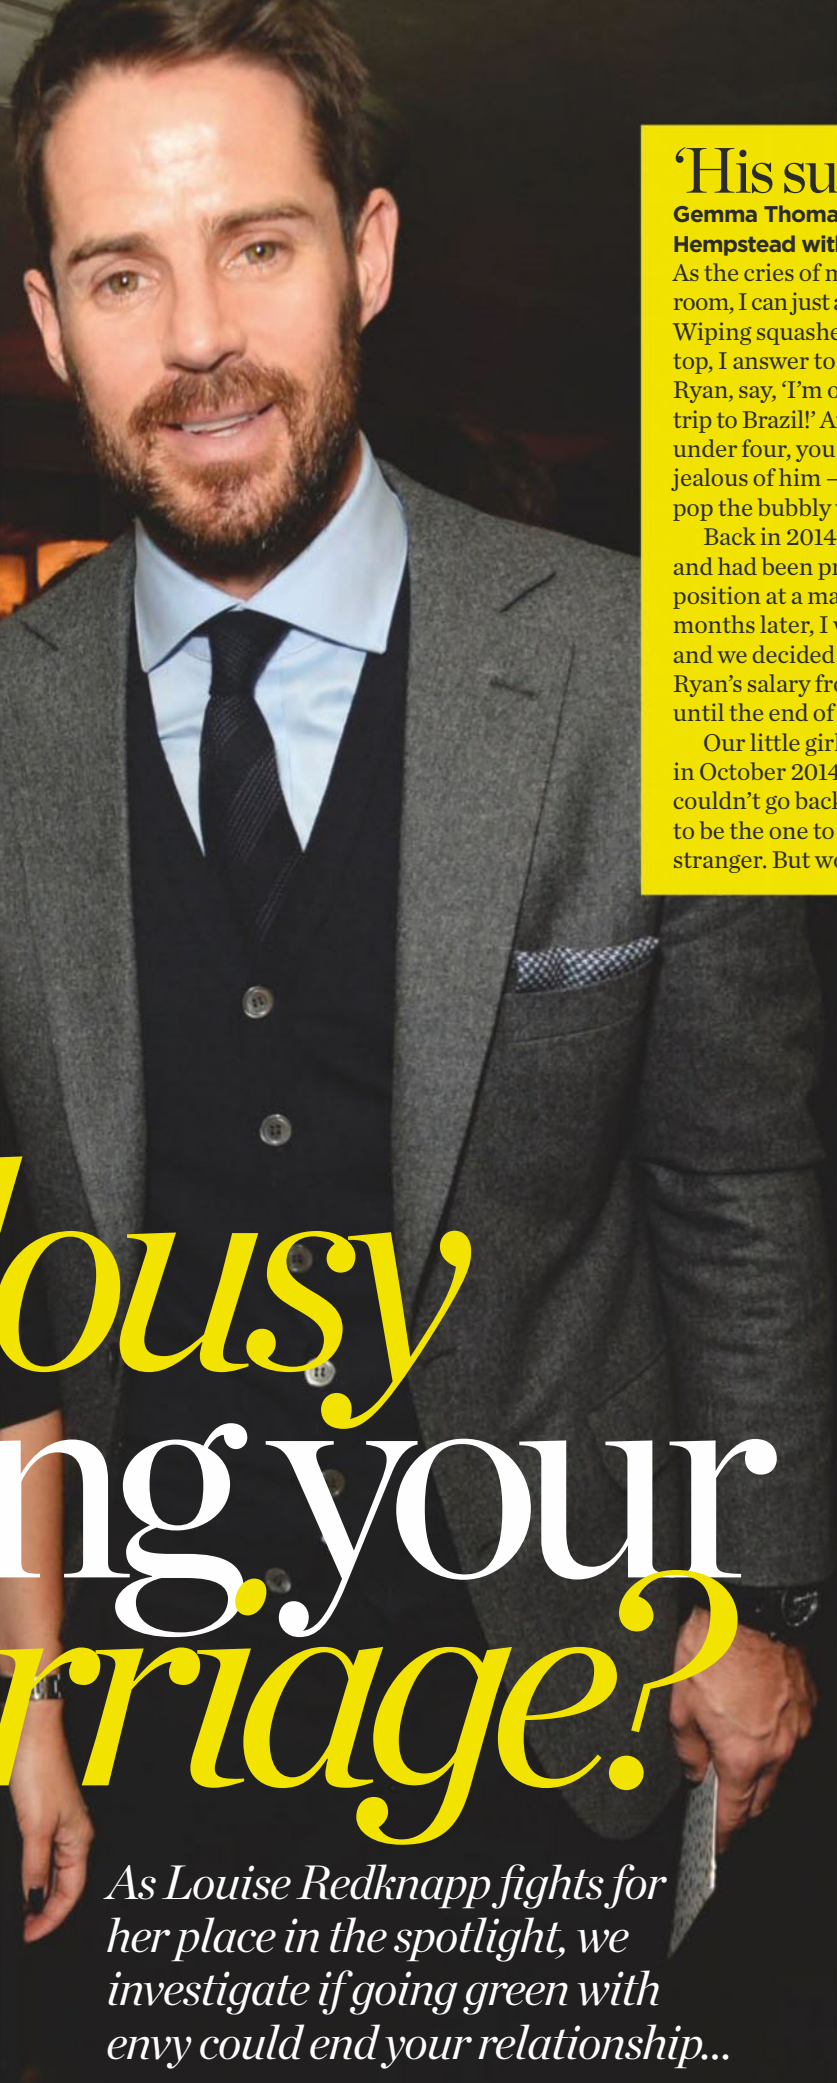 'His su
Gemma Thoma
Hempstead wit
As the cries of
room, I can just
Wiping squashe
top, I answer to
Ryan, say, 'I'm o
trip to Brazil!' A
under four, you
jealous of him –
pop the bubbly
Back in 2014
and had been pr
position at a ma
months later, I
and we decided
Ryan's salary fro
until the end of
Our little girl
in October 2014
couldn't go back
to be the one to
stranger. But we
lousy
ng your
rriage?
As Louise Redknapp fights for
her place in the spotlight, we
investigate if going green with
envy could end your relationship...